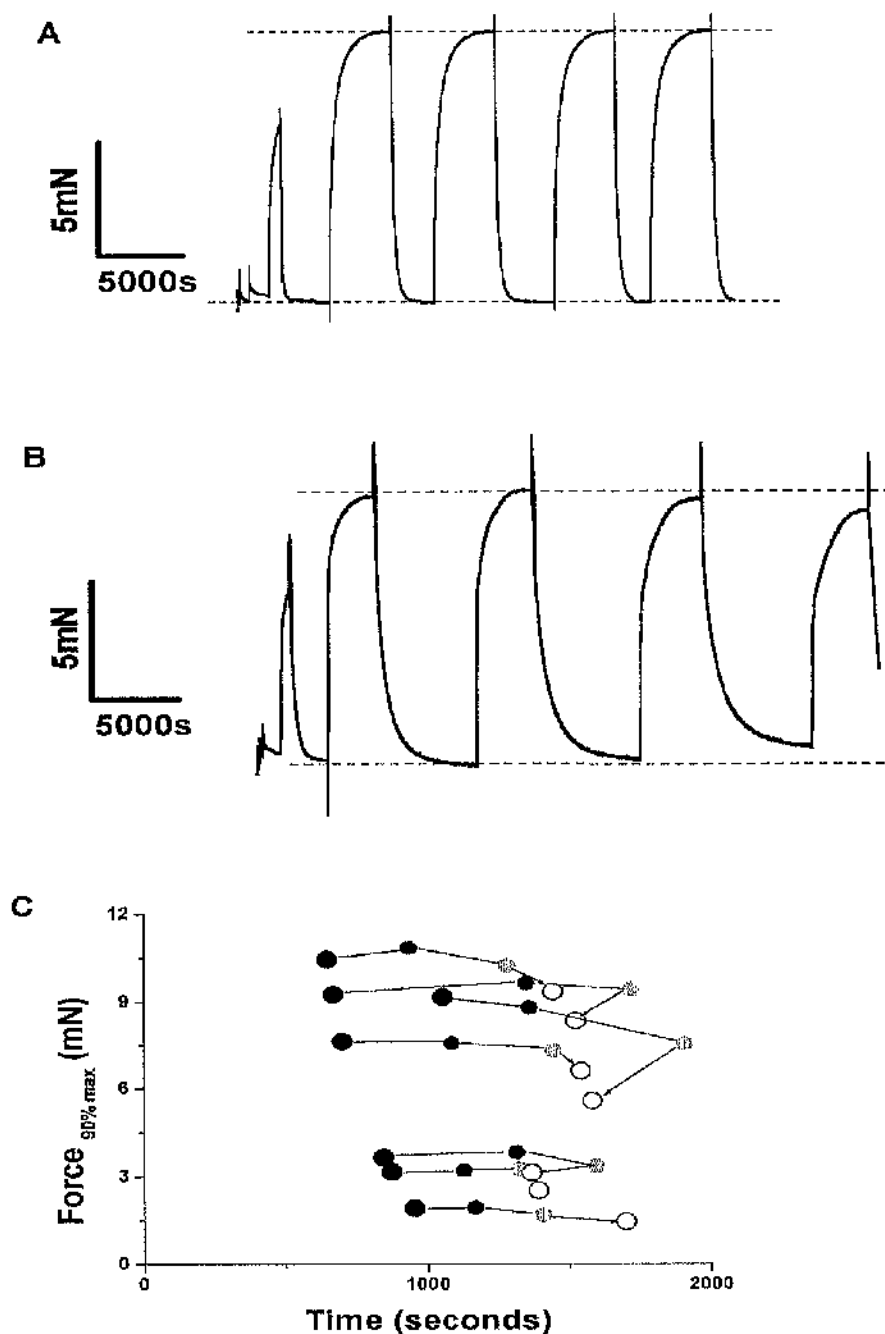 A
5mN
5000s
B
5mN
5000s
C
12
9
6
3
0
Force 90% max (mN)
0
1000
2000
Time (seconds)